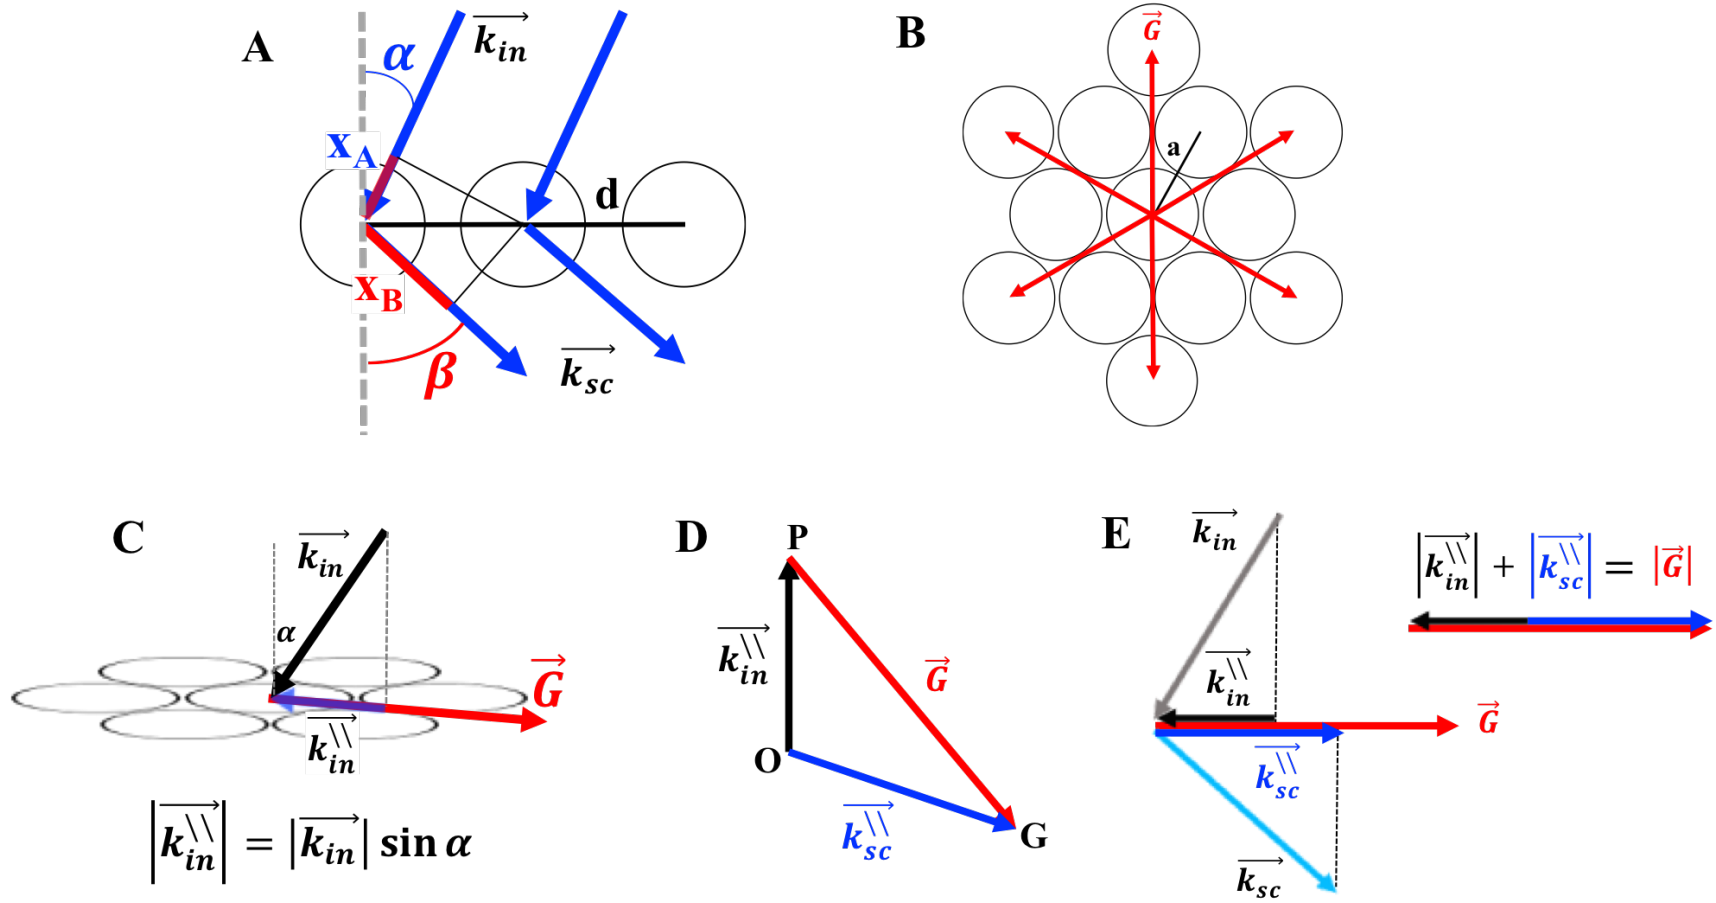 A
α
k_in
x_A
d
x_B
β
k_sc
B
G
a
C
k_in
α
G
k_in^\\
|k_in^\\| = |k_in| sin α
D
P
k_in^\\
G
O
k_sc^\\
G
E
k_in
k_in^\\
G
k_sc^\\
k_sc
|k_in^\\| + |k_sc^\\| = |G|